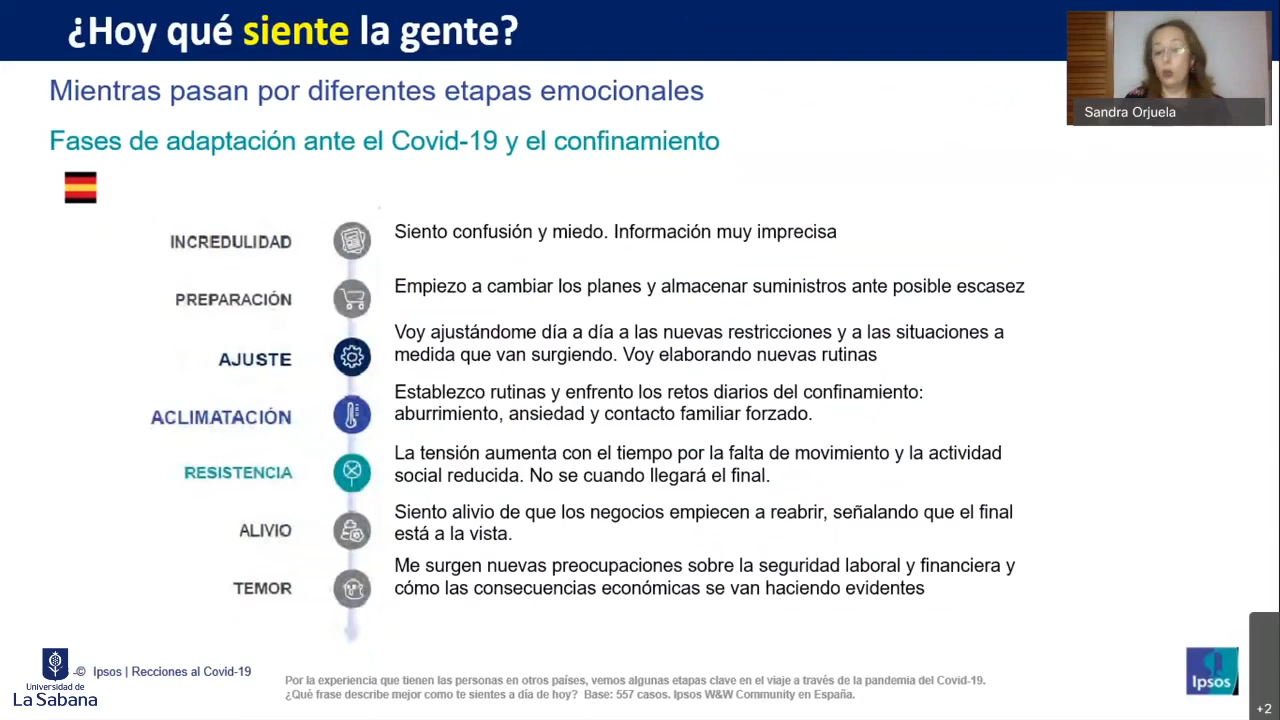 ¿Hoy qué siente la gente?
Sandra Orjuela
Mientras pasan por diferentes etapas emocionales
Fases de adaptación ante el Covid-19 y el confinamiento
INCREDULIDAD
Siento confusión y miedo. Información muy imprecisa
PREPARACIÓN
Empiezo a cambiar los planes y almacenar suministros ante posible escasez
AJUSTE
Voy ajustándome día a día a las nuevas restricciones y a las situaciones a
medida que van surgiendo. Voy elaborando nuevas rutinas
ACLIMATACIÓN
Establezco rutinas y enfrento los retos diarios del confinamiento:
aburrimiento, ansiedad y contacto familiar forzado.
RESISTENCIA
La tensión aumenta con el tiempo por la falta de movimiento y la actividad
social reducida. No se cuando llegará el final.
ALIVIO
Siento alivio de que los negocios empiecen a reabrir, señalando que el final
está a la vista.
TEMOR
Me surgen nuevas preocupaciones sobre la seguridad laboral y financiera y
cómo las consecuencias económicas se van haciendo evidentes
-© Ipsos | Recciones al Covid-19
Universidad de
La Sabana
Por la experiencia que tienen las personas en otros países, vemos algunas etapas clave en el viaje a través de la pandemia del Covid-19.
¿Qué frase describe mejor como te sientes a día de hoy? Base: 557 casos. Ipsos W&W Community en España.
Ipsos
+2